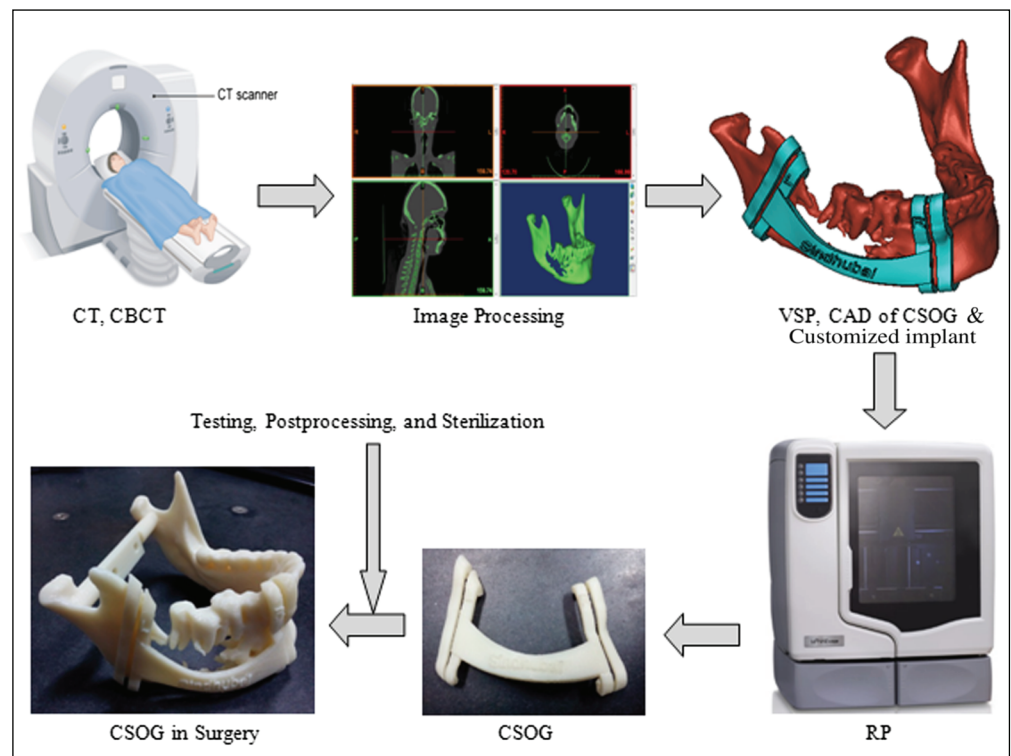 CT scanner
CT, CBCT
Image Processing
Sindhubai
VSP, CAD of CSOG &
Customized implant
Testing, Postprocessing, and Sterilization
CSOG in Surgery
CSOG
RP